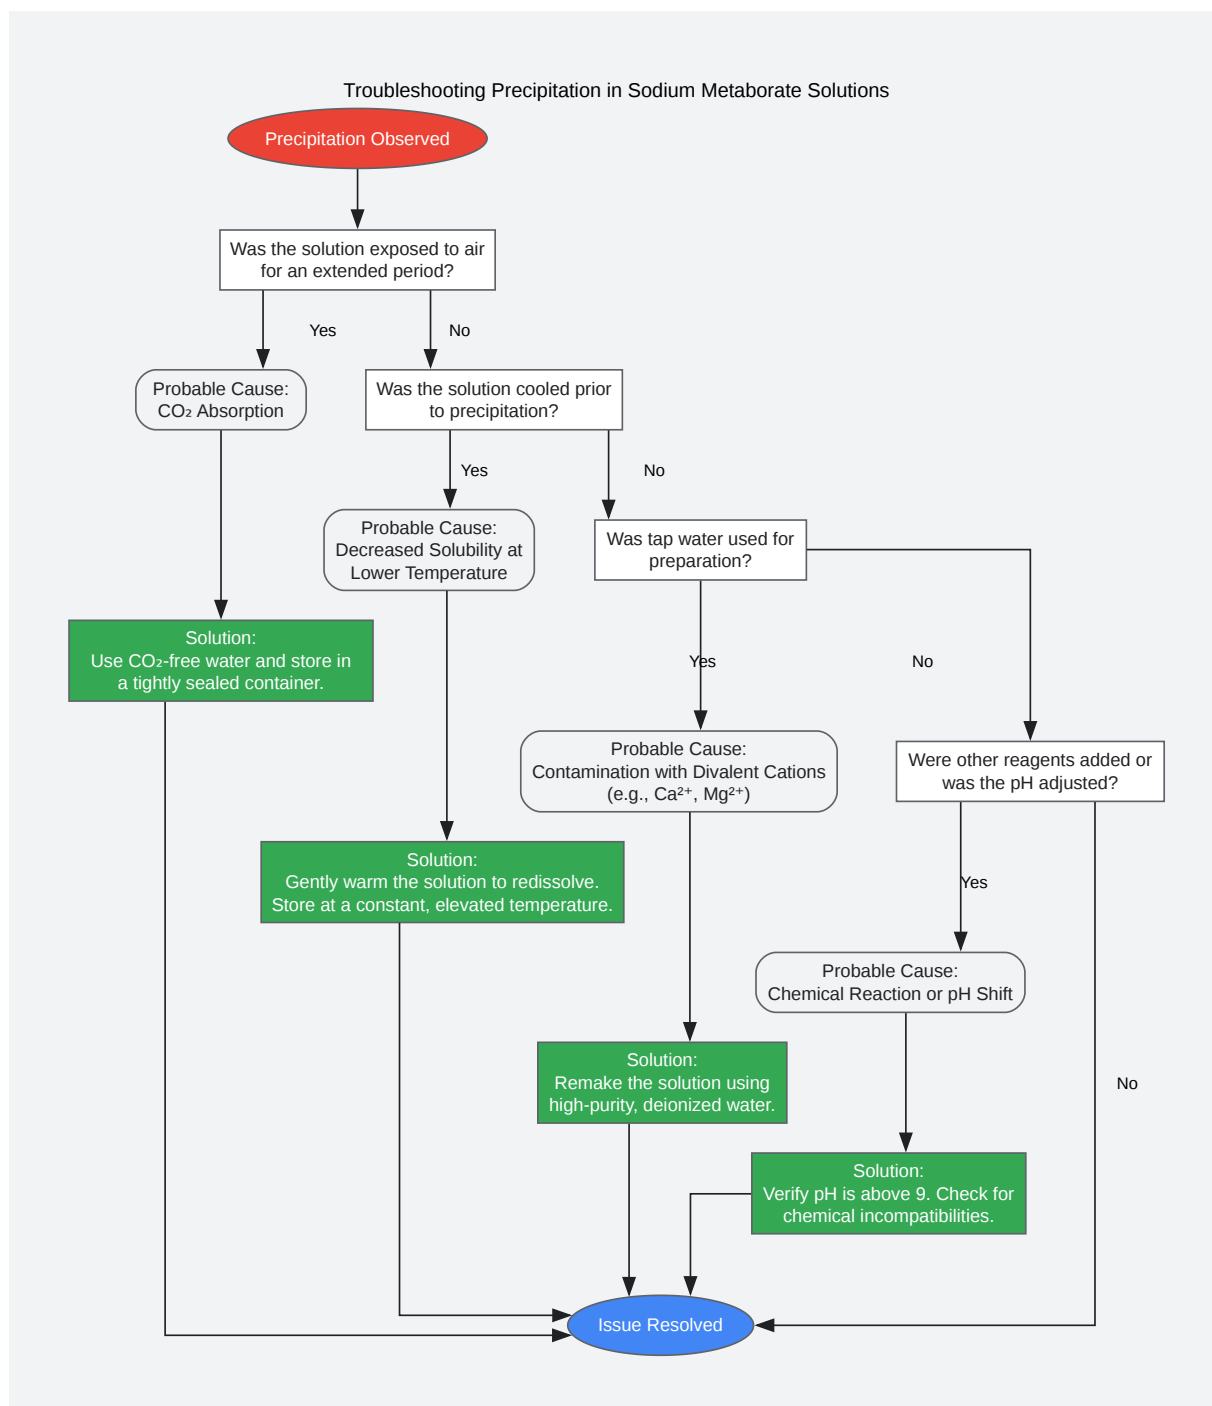 Troubleshooting Precipitation in Sodium Metaborate Solutions
Precipitation Observed
Was the solution exposed to air
for an extended period?
Yes
No
Probable Cause:
CO₂ Absorption
Was the solution cooled prior
to precipitation?
Yes
No
Probable Cause:
Decreased Solubility at
Lower Temperature
Was tap water used for
preparation?
Solution:
Use CO₂-free water and store in
a tightly sealed container.
Yes
No
Probable Cause:
Contamination with Divalent Cations
(e.g., Ca²⁺, Mg²⁺)
Were other reagents added or
was the pH adjusted?
Solution:
Gently warm the solution to redissolve.
Store at a constant, elevated temperature.
Yes
Probable Cause:
Chemical Reaction or pH Shift
Solution:
Remake the solution using
high-purity, deionized water.
No
Solution:
Verify pH is above 9. Check for
chemical incompatibilities.
Issue Resolved